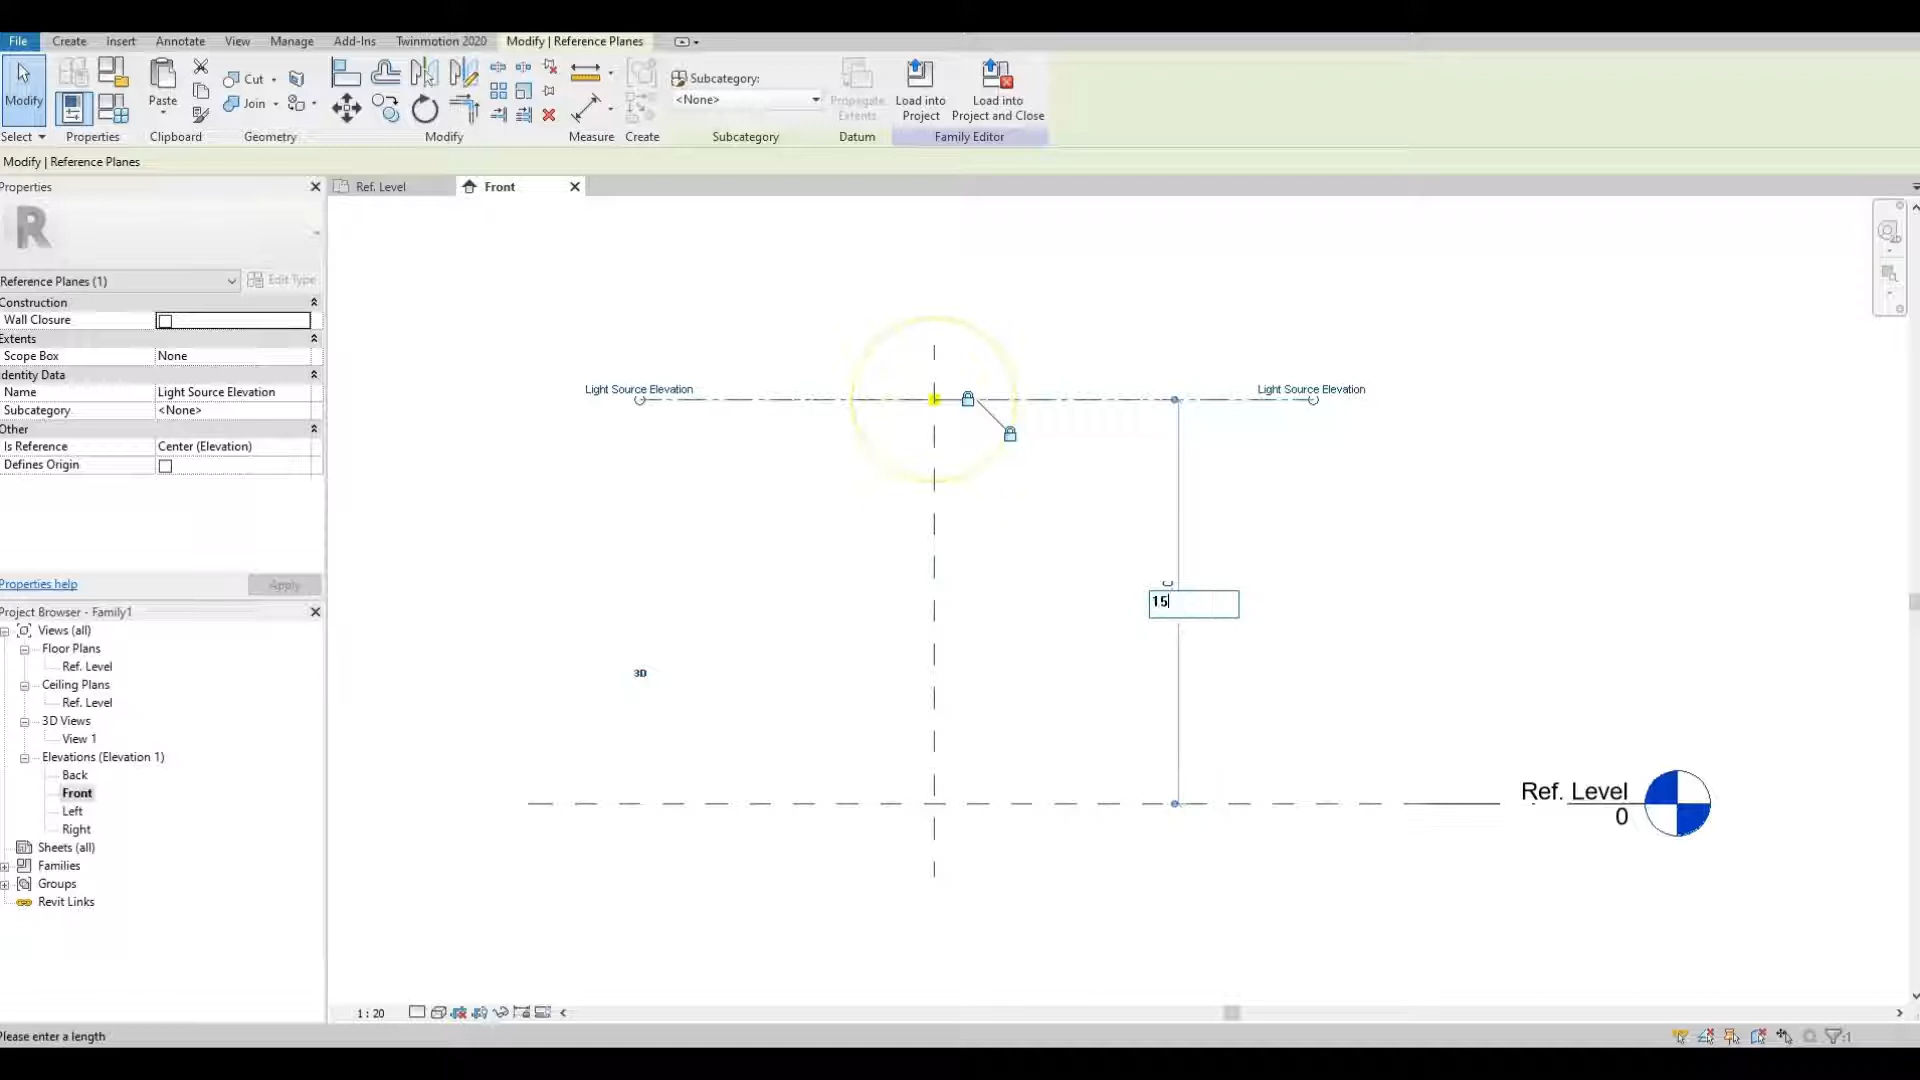 File Create Insert Annotate View Manage Add-Ins Twinmotion 2020 Modify | Reference Planes
Modify
Paste
Cut
Join
Subcategory:
<None>
Propagate Extents
Load into Project
Load into Project and Close
Select Properties Clipboard Geometry Modify Measure Create Subcategory Datum Family Editor
Modify | Reference Planes
Properties
Ref. Level
Front
R
Reference Planes (1)
Edit Type
Construction
Wall Closure
Extents
Scope Box None
Identity Data
Name Light Source Elevation
Subcategory <None>
Other
Is Reference Center (Elevation)
Defines Origin
Properties help
Apply
Project Browser - Family1
Views (all)
Floor Plans
Ref. Level
Ceiling Plans
Ref. Level
3D Views
View 1
Elevations (Elevation 1)
Back
Front
Left
Right
Sheets (all)
Families
Groups
Revit Links
Light Source Elevation
Light Source Elevation
15
3D
Ref. Level
0
1 : 20
Please enter a length
:1